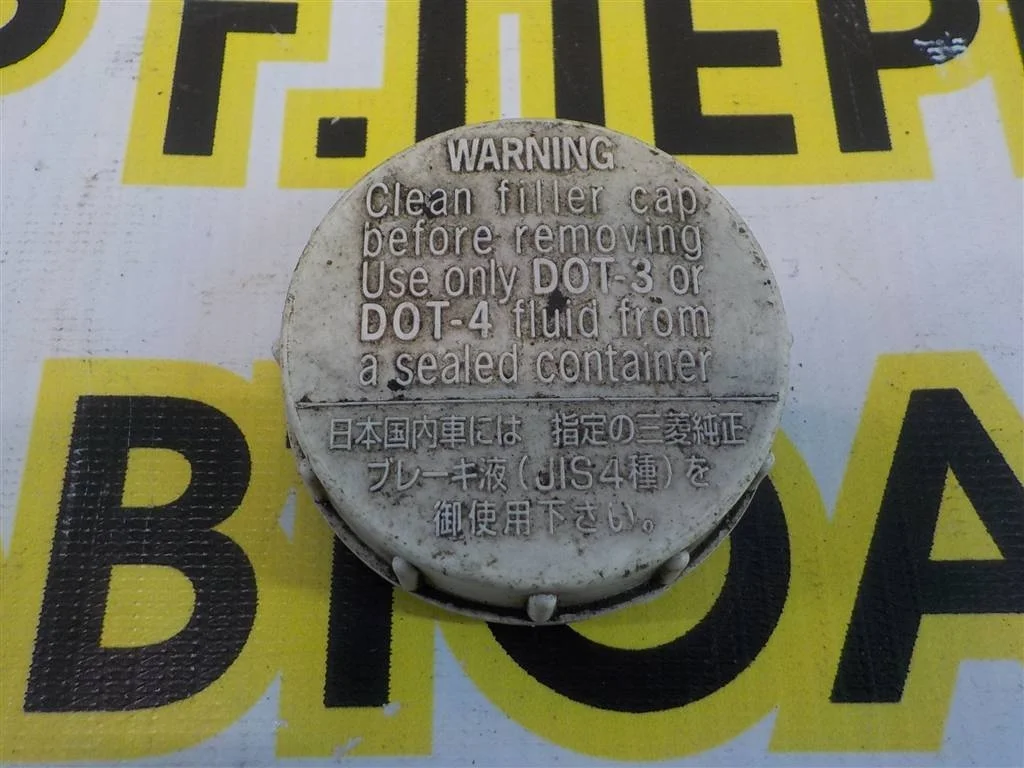 Г.ПЕР
WARNING
Clean filler cap
before removing
Use only DOT-3 or
DOT-4 fluid from
a sealed container
日本国内車には 指定の三菱純正
ブレーキ液(JIS4種)を
御使用下さい。